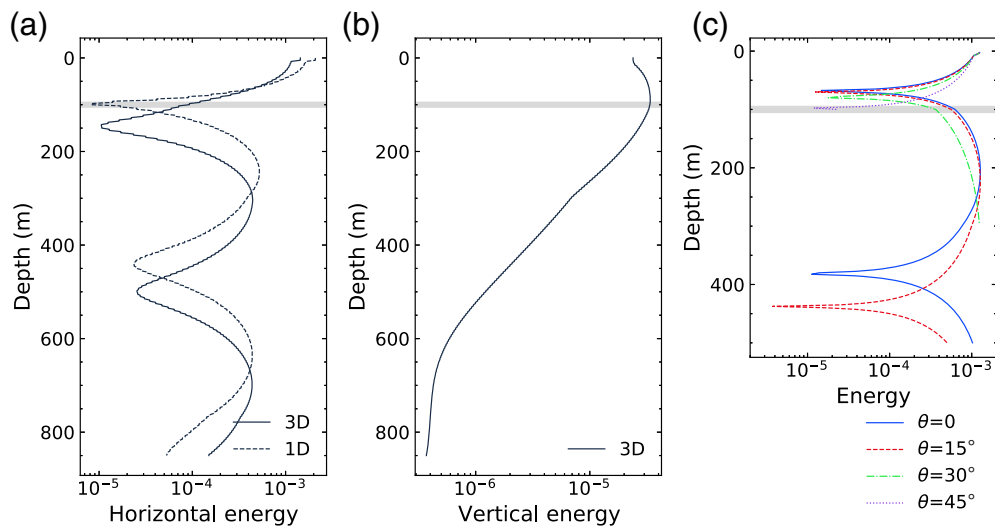 (a)
10⁻⁵ 10⁻⁴ 10⁻³
0
200
400
600
800
Depth (m)
3D
1D
Horizontal energy
(b)
0
200
400
600
800
Depth (m)
3D
10⁻⁶ 10⁻⁵
Vertical energy
(c)
0
200
400
Depth (m)
10⁻⁵ 10⁻⁴ 10⁻³
Energy
θ=0
θ=15°
θ=30°
θ=45°